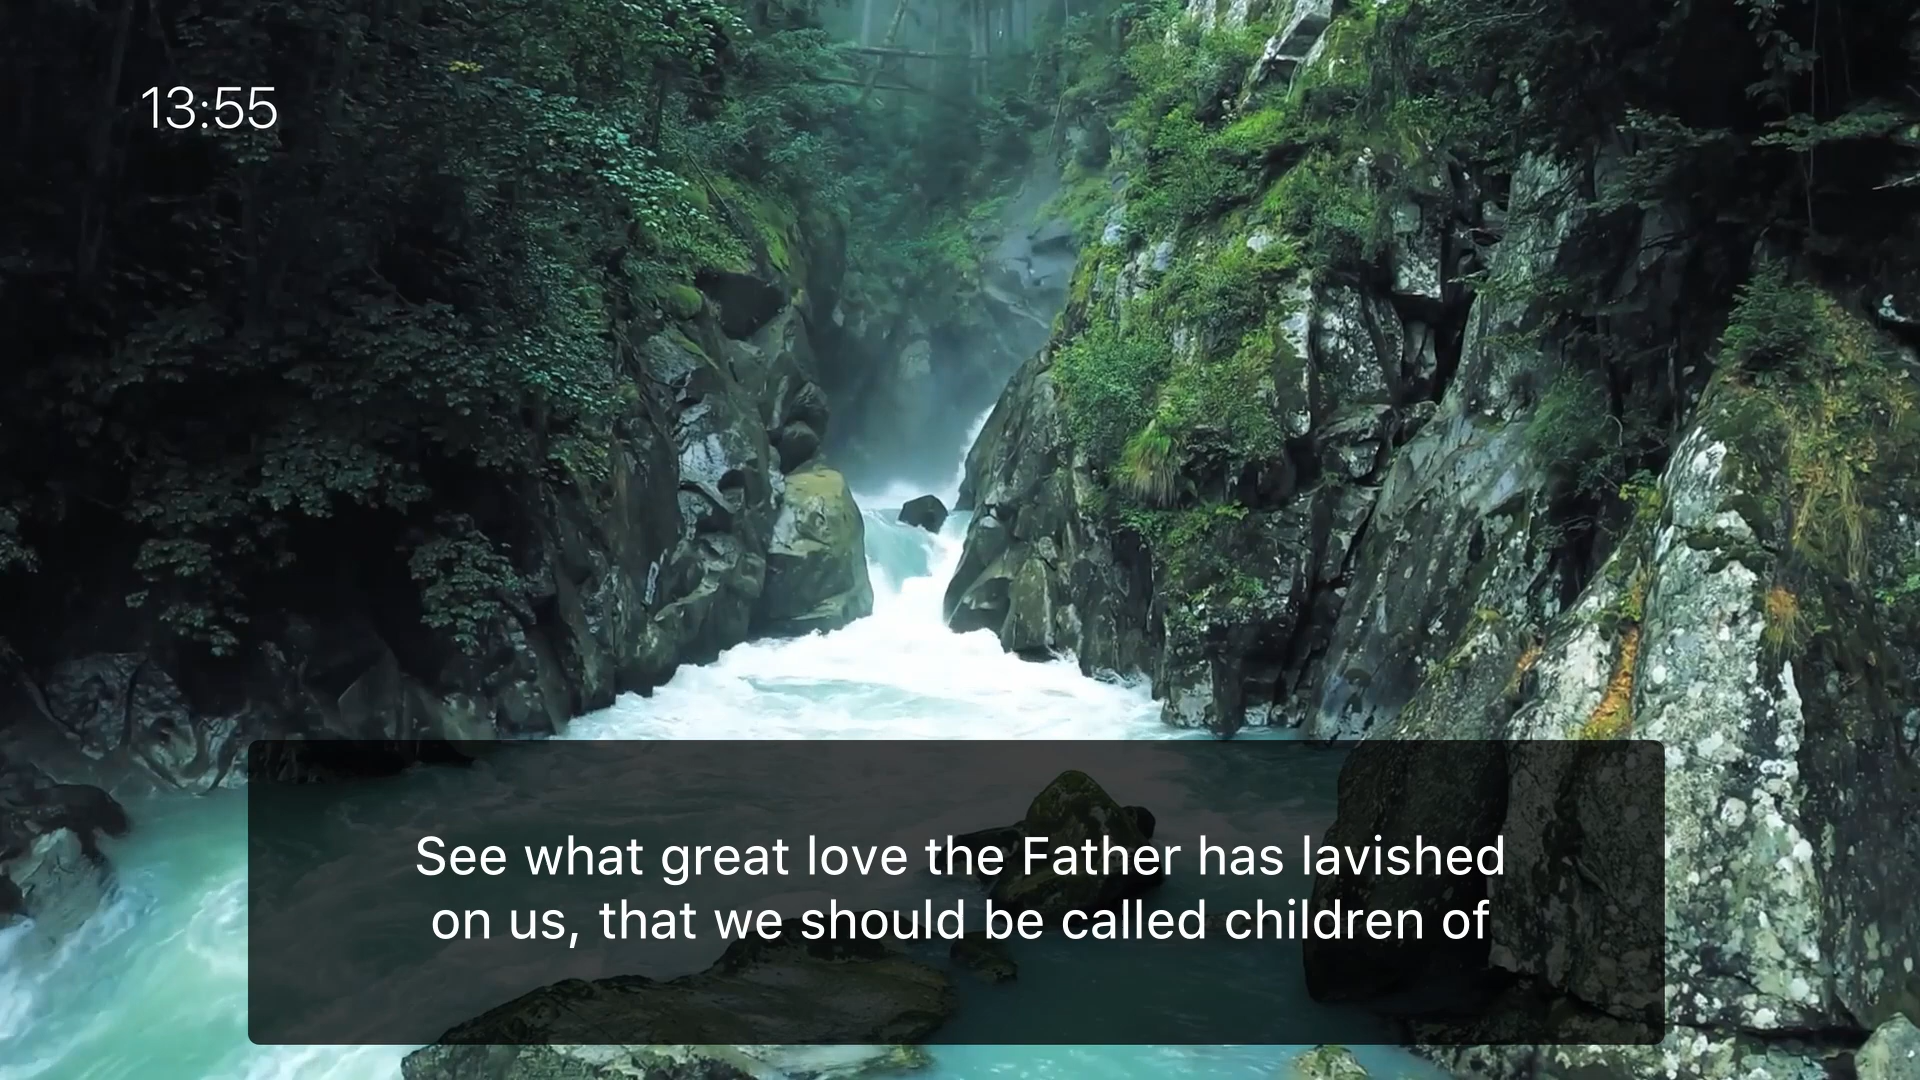 13:55
See what great love the Father has lavished
on us, that we should be called children of